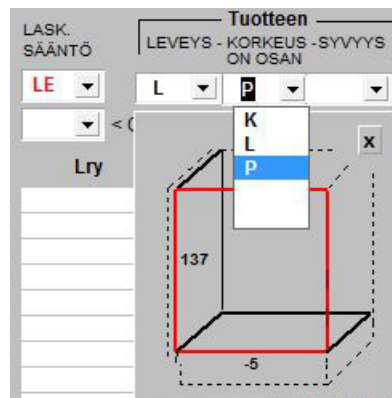 LASK.
SÄÄNTÖ
Tuotteen
LEVEYS - KORKEUS - SYVYYS
ON OSAN
LE
L
P
<
K
L
P
x
Lry
137
-5